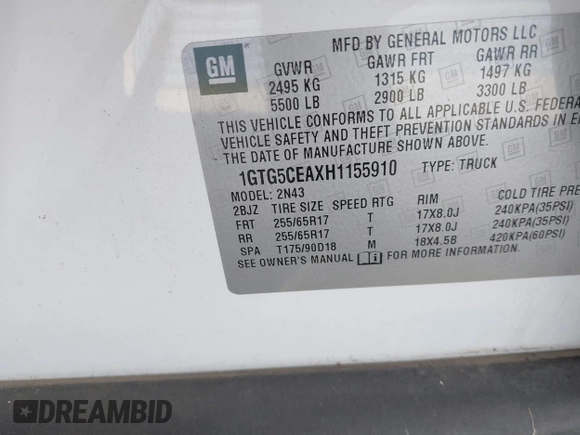 MFD BY GENERAL MOTORS LLC
GM
GVWR GAWR FRT GAWR RR
2495 KG 1315 KG 1497 KG
5500 LB 2900 LB 3300 LB
THIS VEHICLE CONFORMS TO ALL APPLICABLE U.S. FEDERA
VEHICLE SAFETY AND THEFT PREVENTION STANDARDS IN E
THE DATE OF MANUFACTURE SHOWN ABOVE.
1GTG5CEAXH1155910 TYPE: TRUCK
MODEL: 2N43
2BJZ TIRE SIZE SPEED RTG RIM COLD TIRE PRE
FRT 255/65R17 T 17X8.0J 240KPA(35PSI)
RR 255/65R17 T 17X8.0J 240KPA(35PSI)
SPA T175/90D18 M 18X4.5B 420KPA(60PSI)
SEE OWNER'S MANUAL i FOR MORE INFORMATION
DREAMBID